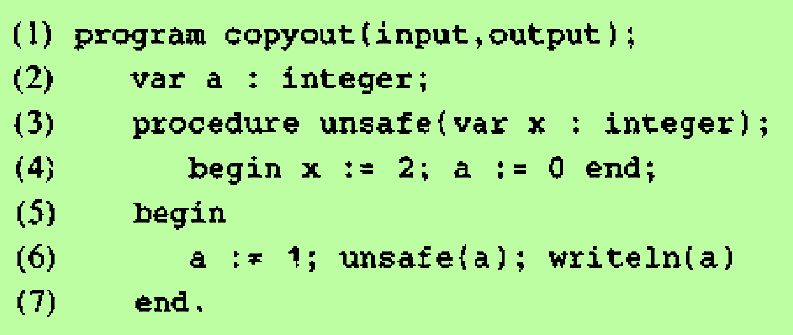 (1) program copyout(input,output);
(2) var a : integer;
(3) procedure unsafe(var x : integer);
(4) begin x := 2; a := 0 end;
(5) begin
(6) a := 1; unsafe(a); writeln(a)
(7) end.